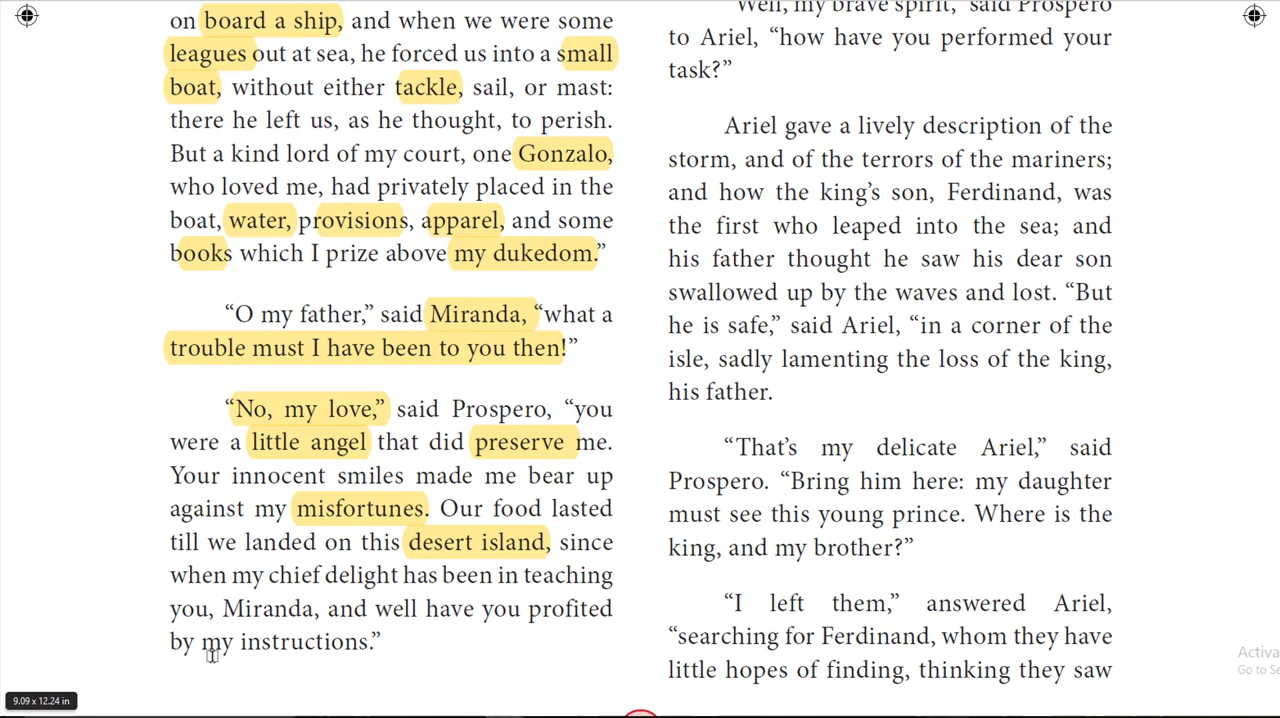 on board a ship, and when we were some
leagues out at sea, he forced us into a small
boat, without either tackle, sail, or mast:
there he left us, as he thought, to perish.
But a kind lord of my court, one Gonzalo,
who loved me, had privately placed in the
boat, water, provisions, apparel, and some
books which I prize above my dukedom.”
“O my father,” said Miranda, “what a
trouble must I have been to you then!”
“No, my love,” said Prospero, “you
were a little angel that did preserve me.
Your innocent smiles made me bear up
against my misfortunes. Our food lasted
till we landed on this desert island, since
when my chief delight has been in teaching
you, Miranda, and well have you profited
by my instructions.”
“Well, my brave spirit,” said Prospero
to Ariel, “how have you performed your
task?”
Ariel gave a lively description of the
storm, and of the terrors of the mariners;
and how the king’s son, Ferdinand, was
the first who leaped into the sea; and
his father thought he saw his dear son
swallowed up by the waves and lost. “But
he is safe,” said Ariel, “in a corner of the
isle, sadly lamenting the loss of the king,
his father.
“That’s my delicate Ariel,” said
Prospero. “Bring him here: my daughter
must see this young prince. Where is the
king, and my brother?”
“I left them,” answered Ariel,
“searching for Ferdinand, whom they have
little hopes of finding, thinking they saw
Activa
Go to Se
9.09 x 12.24 in